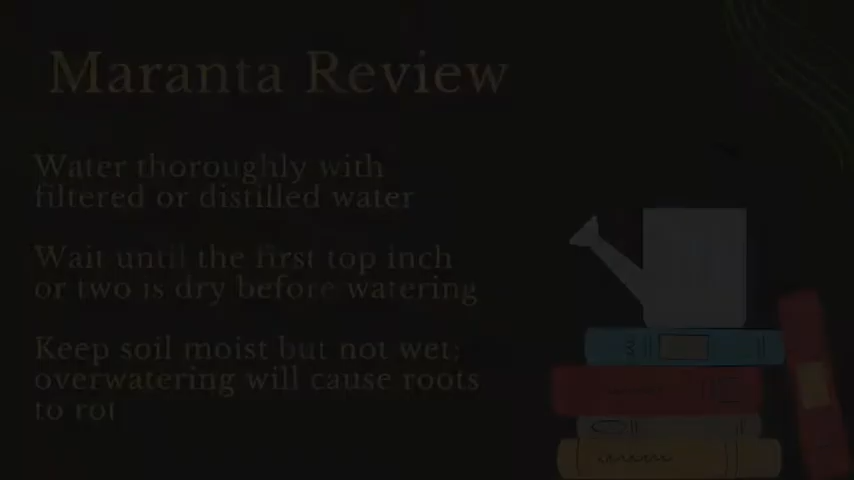 Maranta Review
Water thoroughly with
filtered or distilled water
Wait until the first top inch
or two is dry before watering
Keep soil moist but not wet;
overwatering will cause roots
to rot